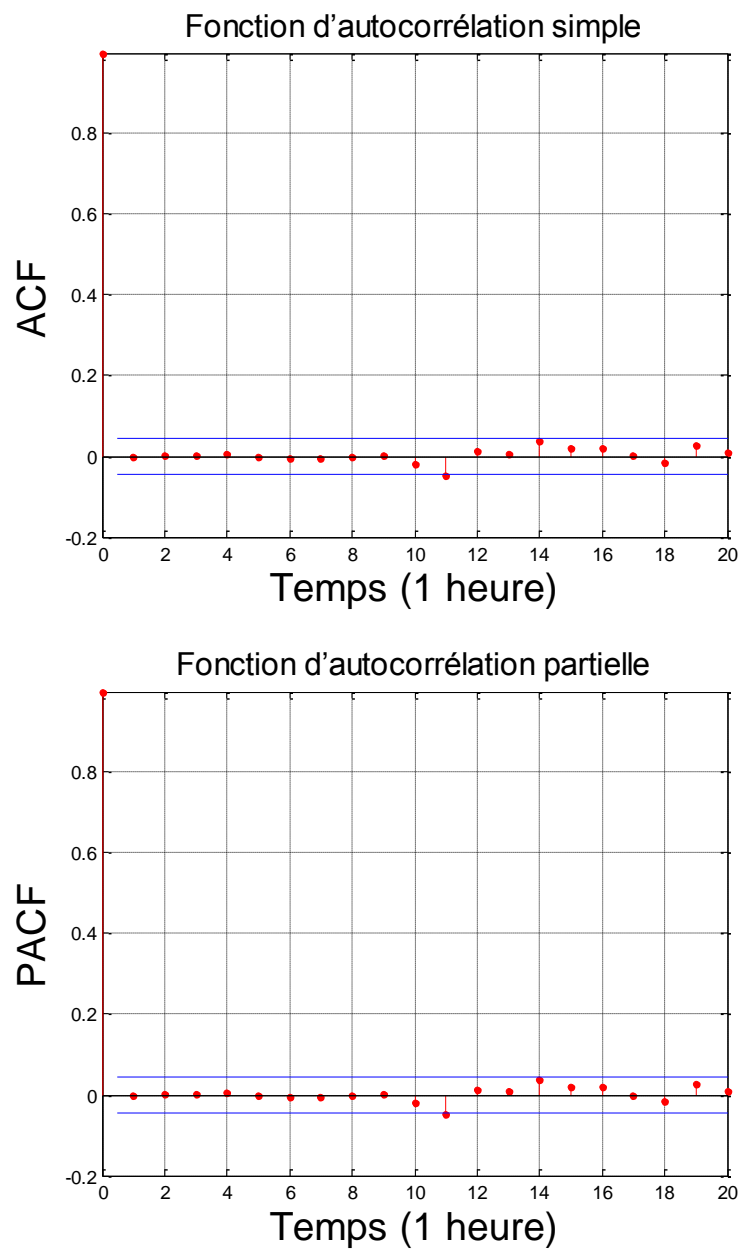 Fonction d’autocorrélation simple
ACF
0.8
0.6
0.4
0.2
0
-0.2
0 2 4 6 8 10 12 14 16 18 20
Temps (1 heure)
Fonction d’autocorrélation partielle
PACF
0.8
0.6
0.4
0.2
0
-0.2
0 2 4 6 8 10 12 14 16 18 20
Temps (1 heure)